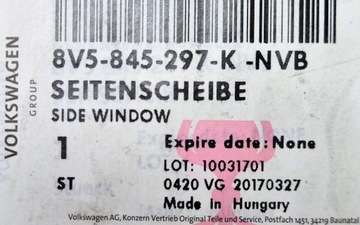 VOLKSWAGEN
GROUP
8V5-845-297-K -NVB
SEITENSCHEIBE
SIDE WINDOW
1
Expire date: None
LOT: 10031701
ST
0420 VG 20170327
Made in Hungary
Volkswagen AG, Konzern Vertrieb Original Teile und Service, Postfach 1451, 34219 Baunatal